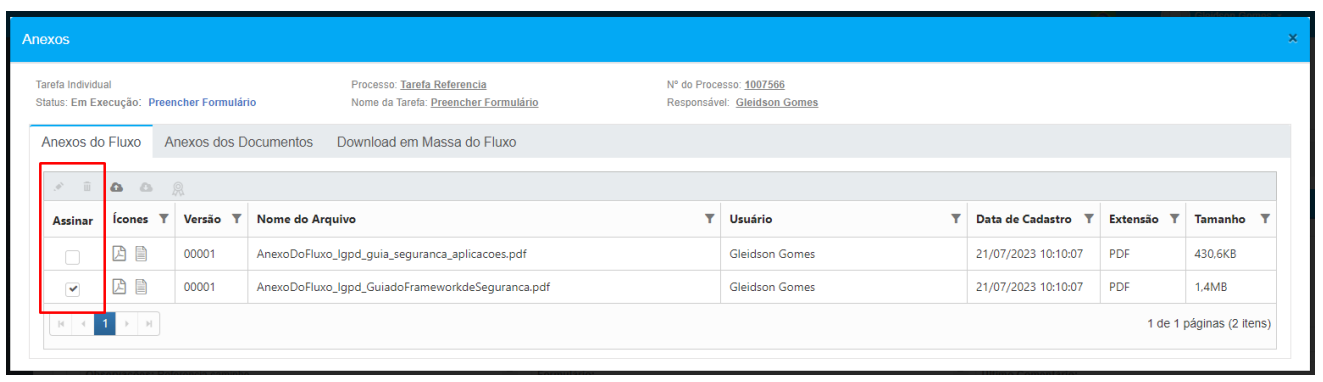 Anexos
×
Tarefa Individual
Processo: Tarefa Referencia
Nº do Processo: 1007566
Status: Em Execução: Preencher Formulário
Nome da Tarefa: Preencher Formulário
Responsável: Gleidson Gomes
Anexos do Fluxo Anexos dos Documentos Download em Massa do Fluxo
Assinar Ícones Versão Nome do Arquivo Usuário Data de Cadastro Extensão Tamanho
00001 AnexoDoFluxo_lgpd_guia_seguranca_aplicacoes.pdf Gleidson Gomes 21/07/2023 10:10:07 PDF 430,6KB
00001 AnexoDoFluxo_lgpd_GuiadoFrameworkdeSeguranca.pdf Gleidson Gomes 21/07/2023 10:10:07 PDF 1,4MB
1
1 de 1 páginas (2 itens)